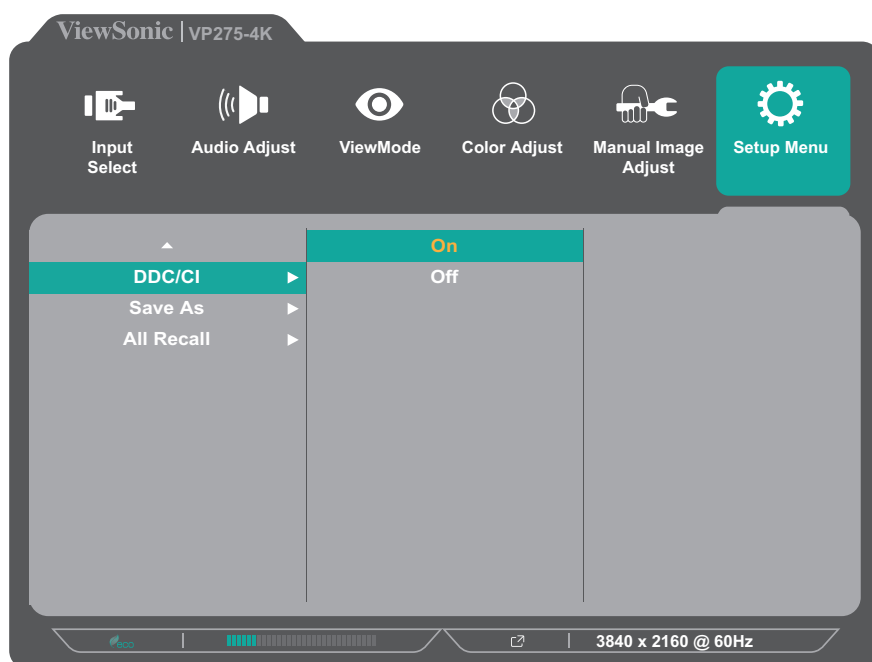 ViewSonic | VP275-4K
Input Select
Audio Adjust
ViewMode
Color Adjust
Manual Image Adjust
Setup Menu
On
DDC/CI
Off
Save As
All Recall
eco
3840 x 2160 @ 60Hz